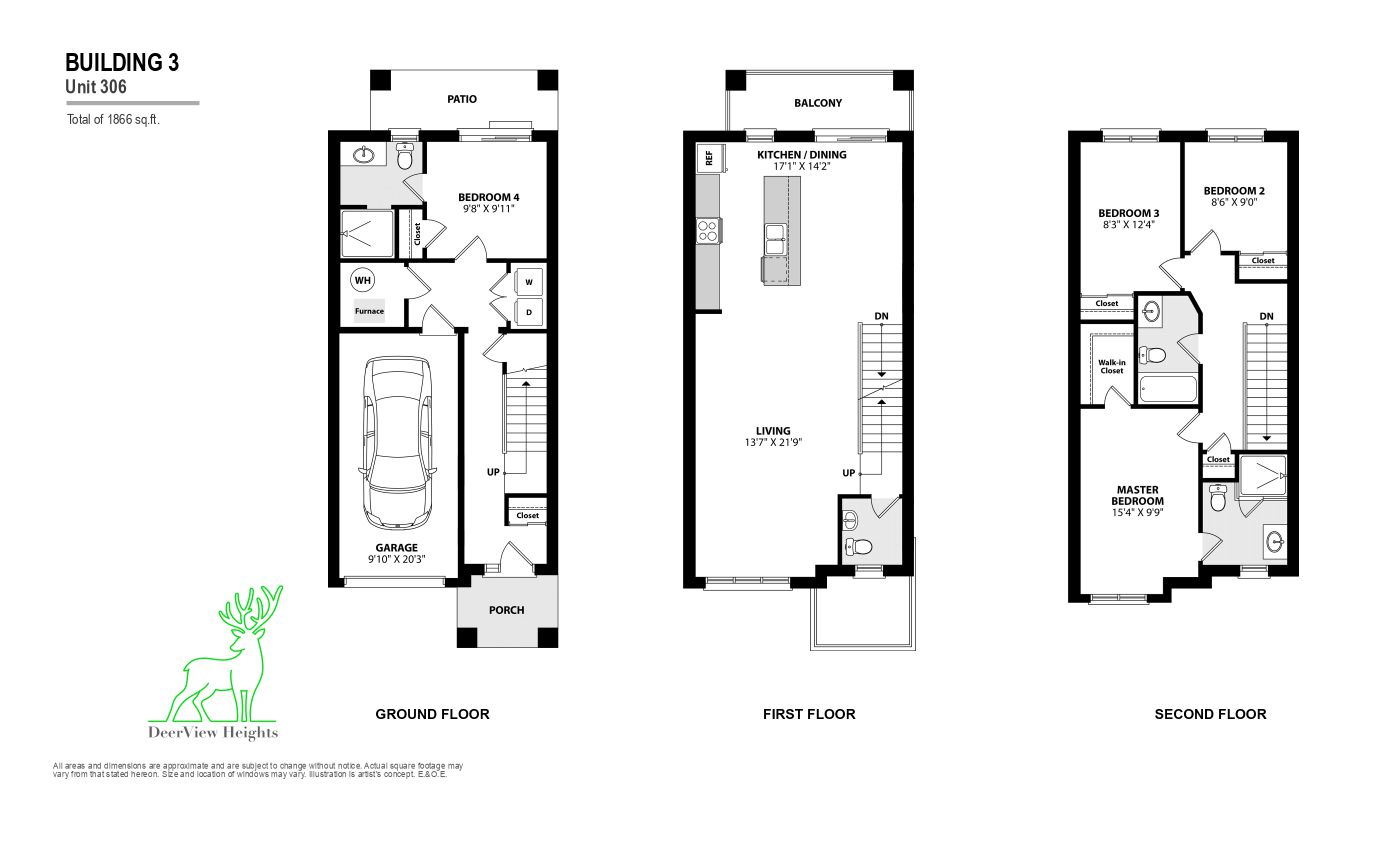 BUILDING 3
Unit 306
Total of 1866 sq.ft.
PATIO
BEDROOM 4
9'8" X 9'11"
Closet
WH
Furnace
W
D
UP
Closet
GARAGE
9'10" X 20'3"
PORCH
GROUND FLOOR
BALCONY
REF
KITCHEN / DINING
17'1" X 14'2"
DN
LIVING
13'7" X 21'9"
UP
FIRST FLOOR
BEDROOM 2
8'6" X 9'0"
BEDROOM 3
8'3" X 12'4"
Closet
Closet
DN
Walk-in
Closet
Closet
MASTER
BEDROOM
15'4" X 9'9"
SECOND FLOOR
DeerView Heights
All areas and dimensions are approximate and are subject to change without notice. Actual square footage may
vary from that stated hereon. Size and location of windows may vary. Illustration is artist's concept. E.&O.E.